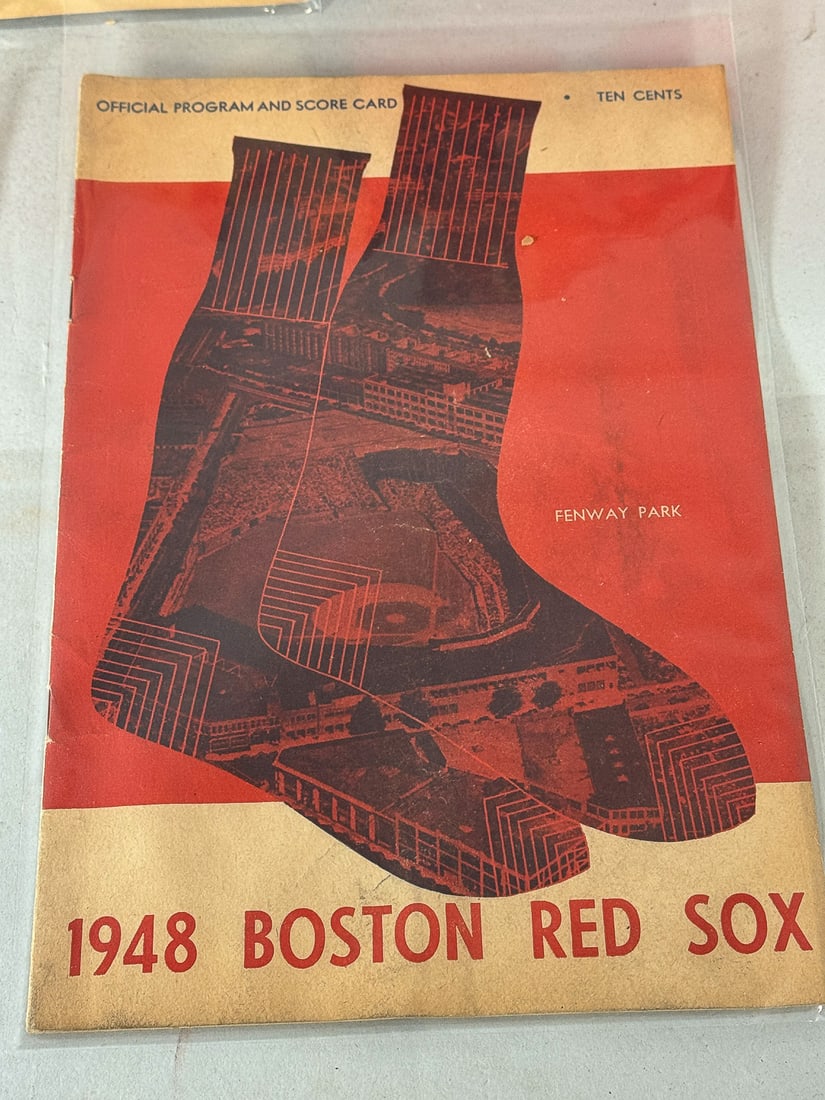 OFFICIAL PROGRAM AND SCORE CARD • TEN CENTS
FENWAY PARK
1948 BOSTON RED SOX